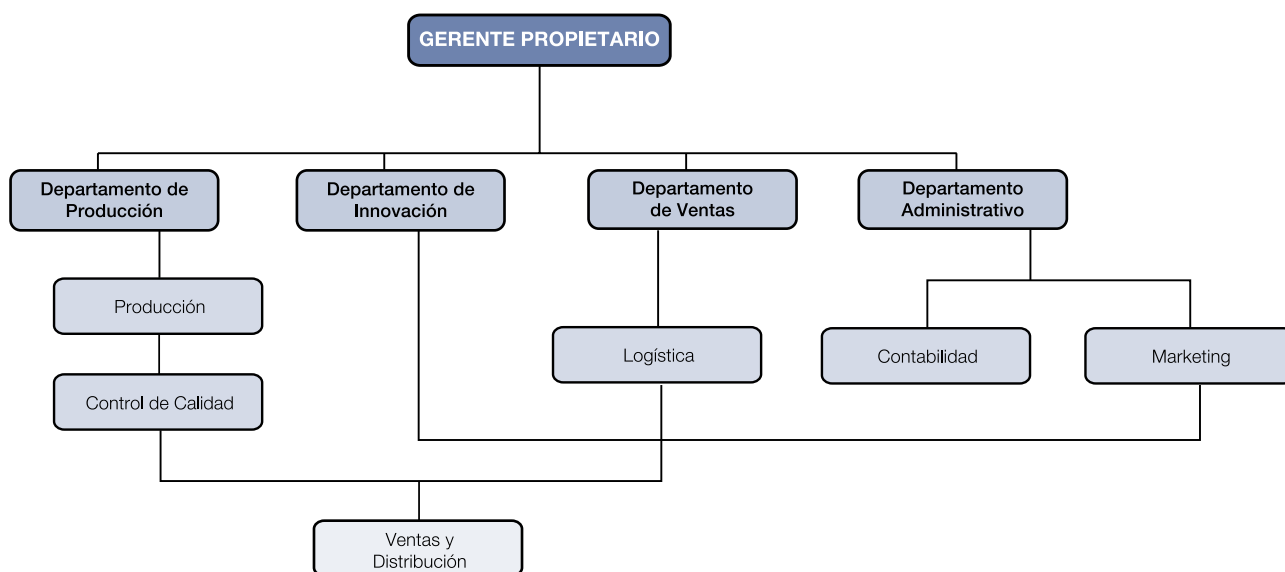 GERENTE PROPIETARIO
Departamento de
Producción
Departamento de
Innovación
Departamento
de Ventas
Departamento
Administrativo
Producción
Logística
Contabilidad
Marketing
Control de Calidad
Ventas y
Distribución